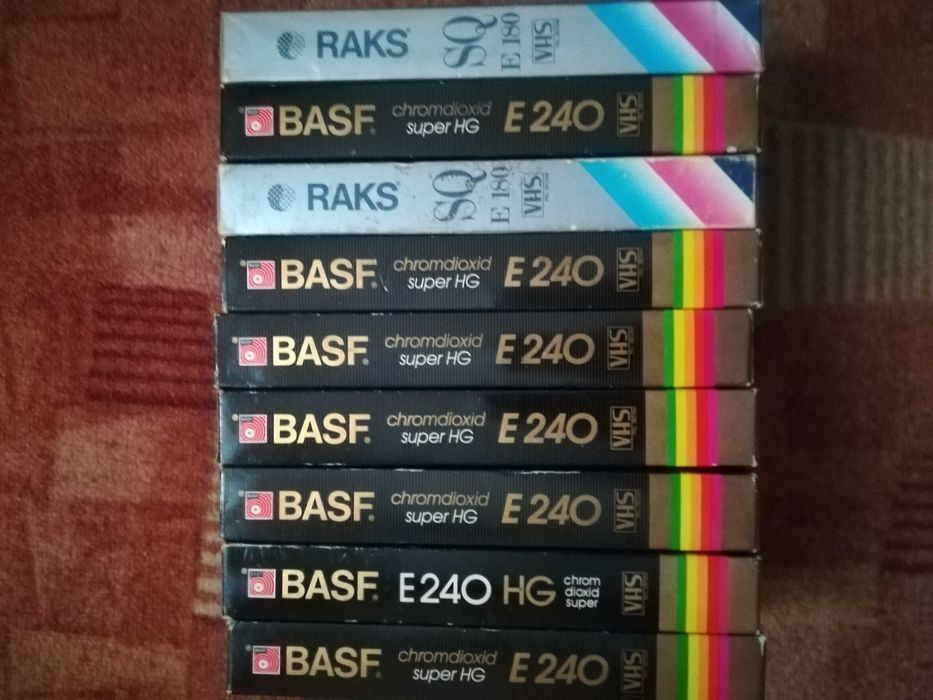 RAKS SQ E 180 VHS
BASF chromdioxid super HG E 240 VHS
RAKS SQ E 180 VHS
BASF chromdioxid super HG E 240 VHS
BASF chromdioxid super HG E 240 VHS
BASF chromdioxid super HG E 240 VHS
BASF chromdioxid super HG E 240 VHS
BASF E 240 HG chrom dioxid super VHS
BASF chromdioxid super HG E 240 VHS